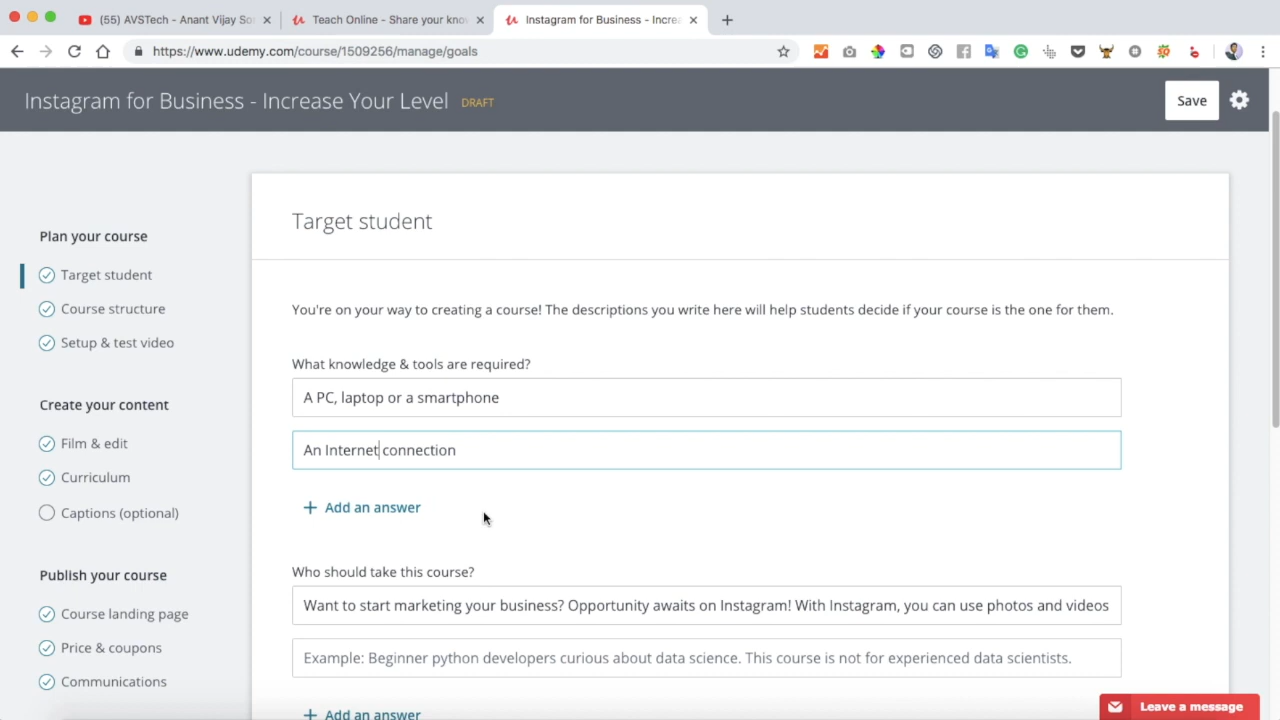 (55) AVSTech - Anant Vijay Sor
Teach Online - Share your kno
Instagram for Business - Incre
https://www.udemy.com/course/1509256/manage/goals
Instagram for Business - Increase Your Level DRAFT
Save
Plan your course
Target student
Course structure
Setup & test video
Create your content
Film & edit
Curriculum
Captions (optional)
Publish your course
Course landing page
Price & coupons
Communications
Target student
You're on your way to creating a course! The descriptions you write here will help students decide if your course is the one for them.
What knowledge & tools are required?
A PC, laptop or a smartphone
An Internet connection
+ Add an answer
Who should take this course?
Want to start marketing your business? Opportunity awaits on Instagram! With Instagram, you can use photos and videos
Example: Beginner python developers curious about data science. This course is not for experienced data scientists.
+ Add an answer
Leave a message